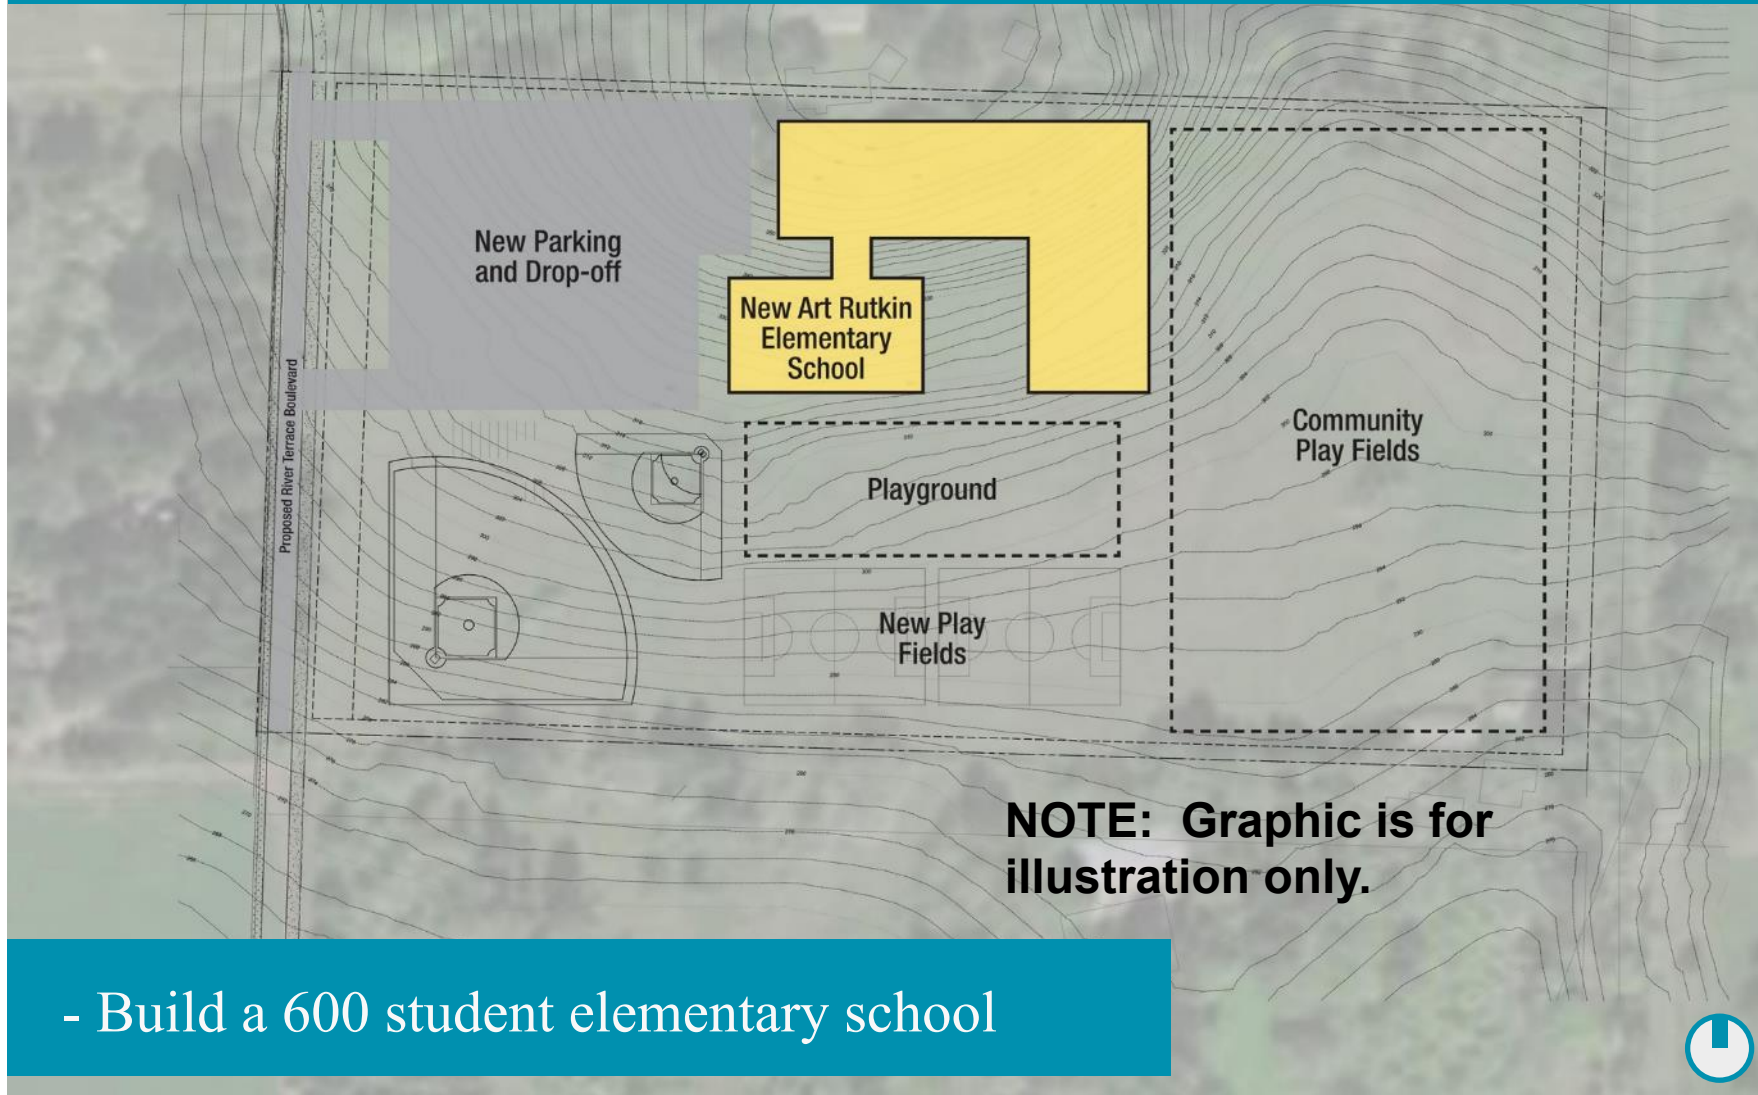 New Parking
and Drop-off
New Art Rutkin
Elementary
School
Proposed River Terrace Boulevard
Community
Play Fields
Playground
New Play
Fields
NOTE: Graphic is for
illustration only.
- Build a 600 student elementary school